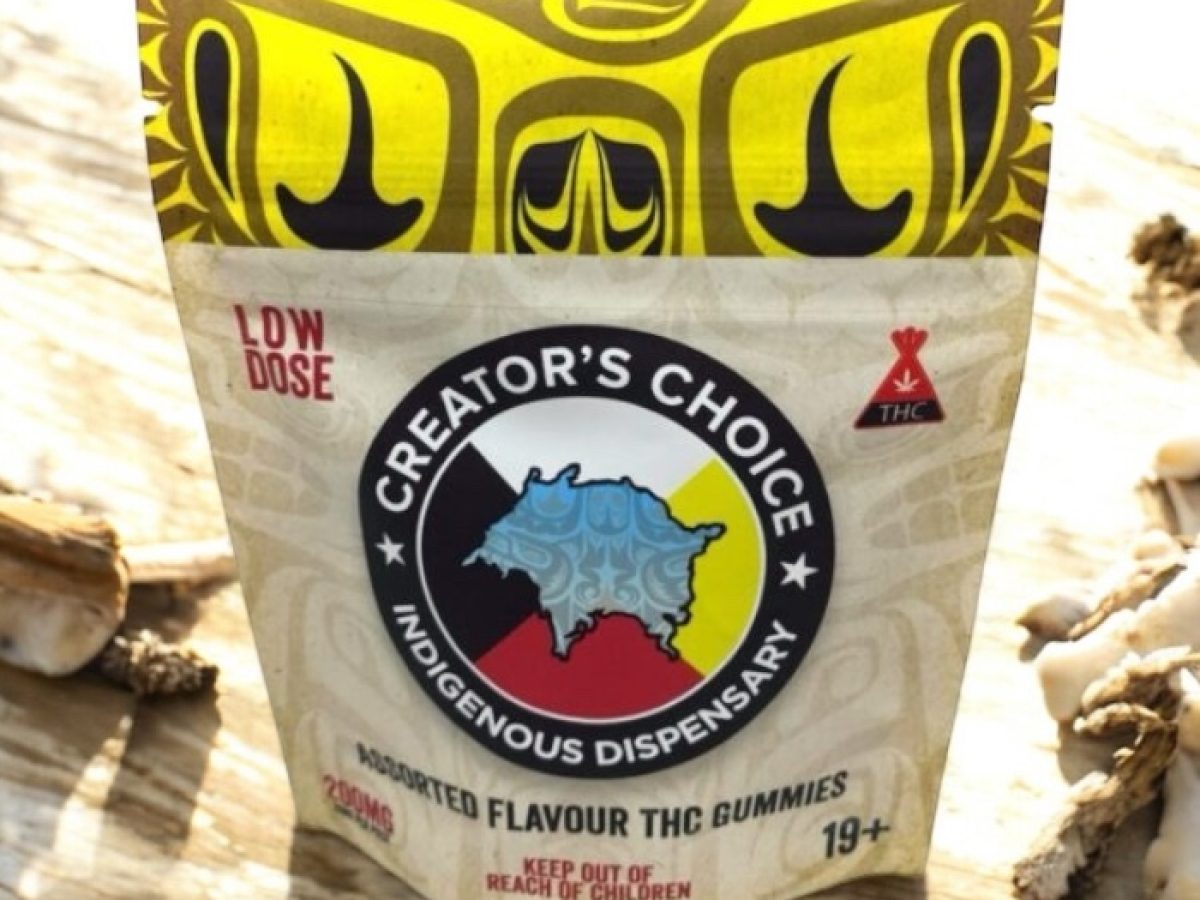 LOW
DOSE
CREATOR'S CHOICE
THC
INDIGENOUS DISPENSARY
ASSORTED FLAVOUR THC GUMMIES
200MG
19+
KEEP OUT OF
REACH OF CHILDREN